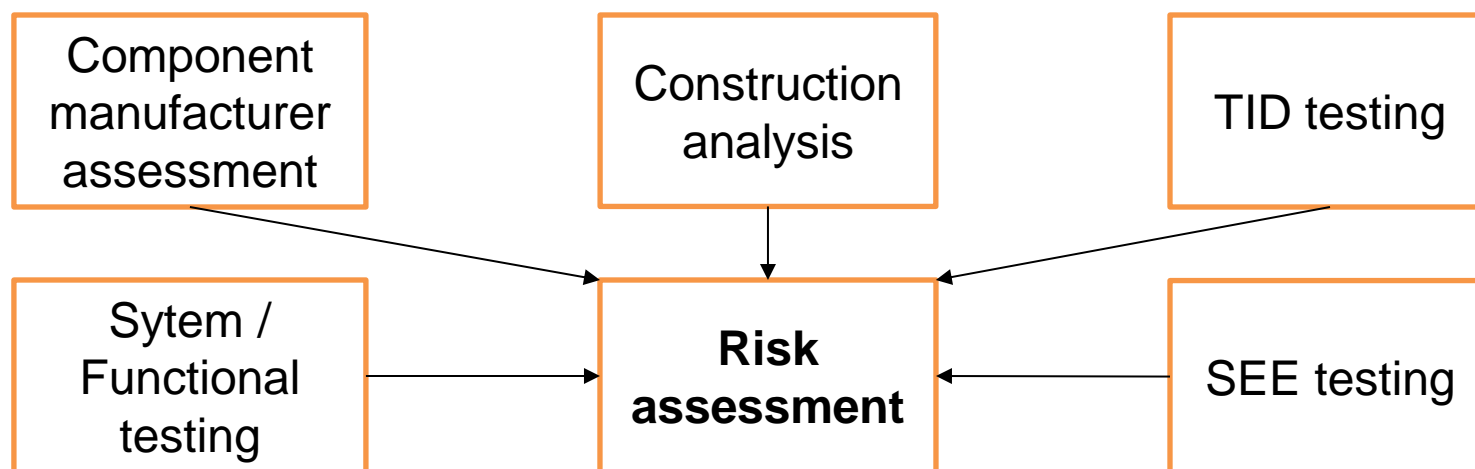 Component
manufacturer
assessment
Construction
analysis
TID testing
Sytem /
Functional
testing
Risk
assessment
SEE testing